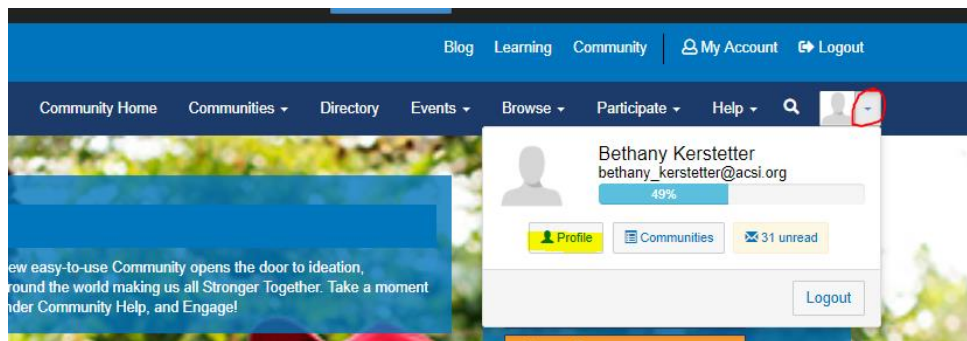 Blog Learning Community My Account Logout
Community Home Communities Directory Events Browse Participate Help
Bethany Kerstetter
bethany_kerstetter@acsi.org
49%
Profile Communities 31 unread
Logout
ew easy-to-use Community opens the door to ideation,
round the world making us all Stronger Together. Take a moment
nder Community Help, and Engage!